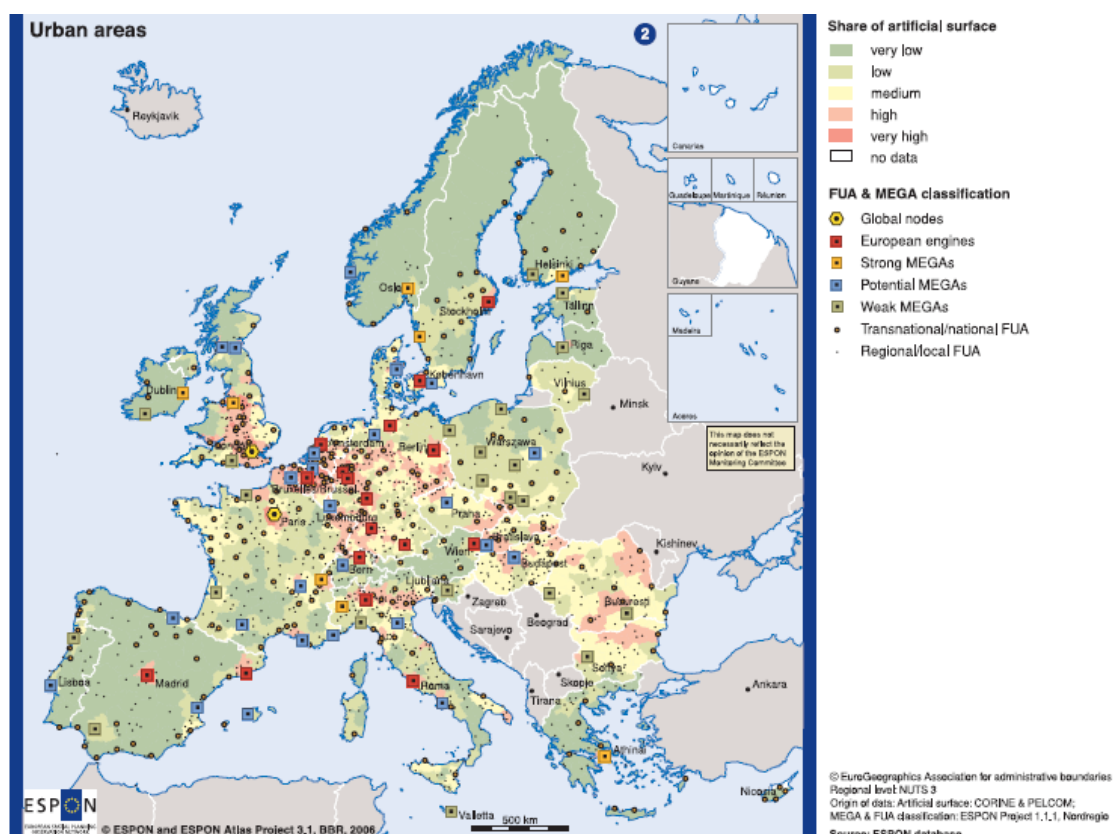 Urban areas
2
Reykjavik
Canaries
Guadeloupe
Martinique
Réunion
Guyane
Madeira
Acores
This map does not
necessarily reflect the
opinion of the ESPON
Monitoring Committee
Helsinki
Oslo
Stockholm
Tallinn
Riga
Vilnius
Minsk
København
Dublin
Amsterdam
Berlin
Warszawa
Kyiv
Bruxelles/Brussel
Praha
Paris
Kishinev
Wien
Bratislava
Budapest
Bern
Ljubljana
Zagreb
Beograd
Bucuresti
Sarajevo
Sofiya
Skopje
Tirana
Ankara
Roma
Madrid
Lisboa
Athinai
Nicosia
Valletta
500 km
ESPON
© ESPON and ESPON Atlas Project 3.1, BBR, 2006
Share of artificial surface
very low
low
medium
high
very high
no data
FUA & MEGA classification
Global nodes
European engines
Strong MEGAs
Potential MEGAs
Weak MEGAs
Transnational/national FUA
Regional/local FUA
© EuroGeographics Association for administrative boundaries
Regional level: NUTS 3
Origin of data: Artificial surface: CORINE & PELCOM;
MEGA & FUA classification: ESPON Project 1.1.1, Nordregio
Source: ESPON database